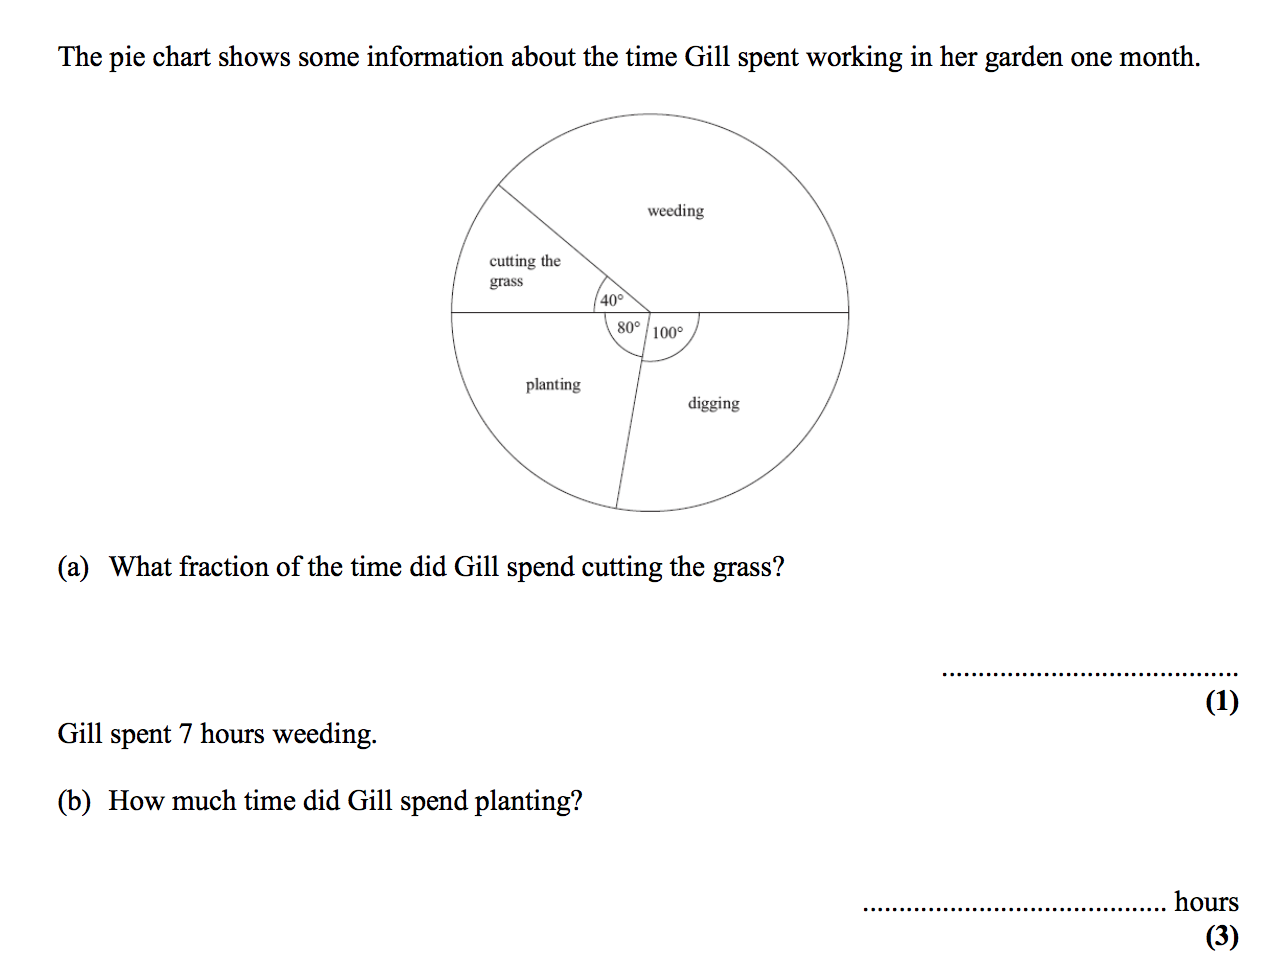 The pie chart shows some information about the time Gill spent working in her garden one month.
weeding
cutting the
grass
40°
80°
100°
planting
digging
(a) What fraction of the time did Gill spend cutting the grass?
..........................................
(1)
Gill spent 7 hours weeding.
(b) How much time did Gill spend planting?
.......................................... hours
(3)